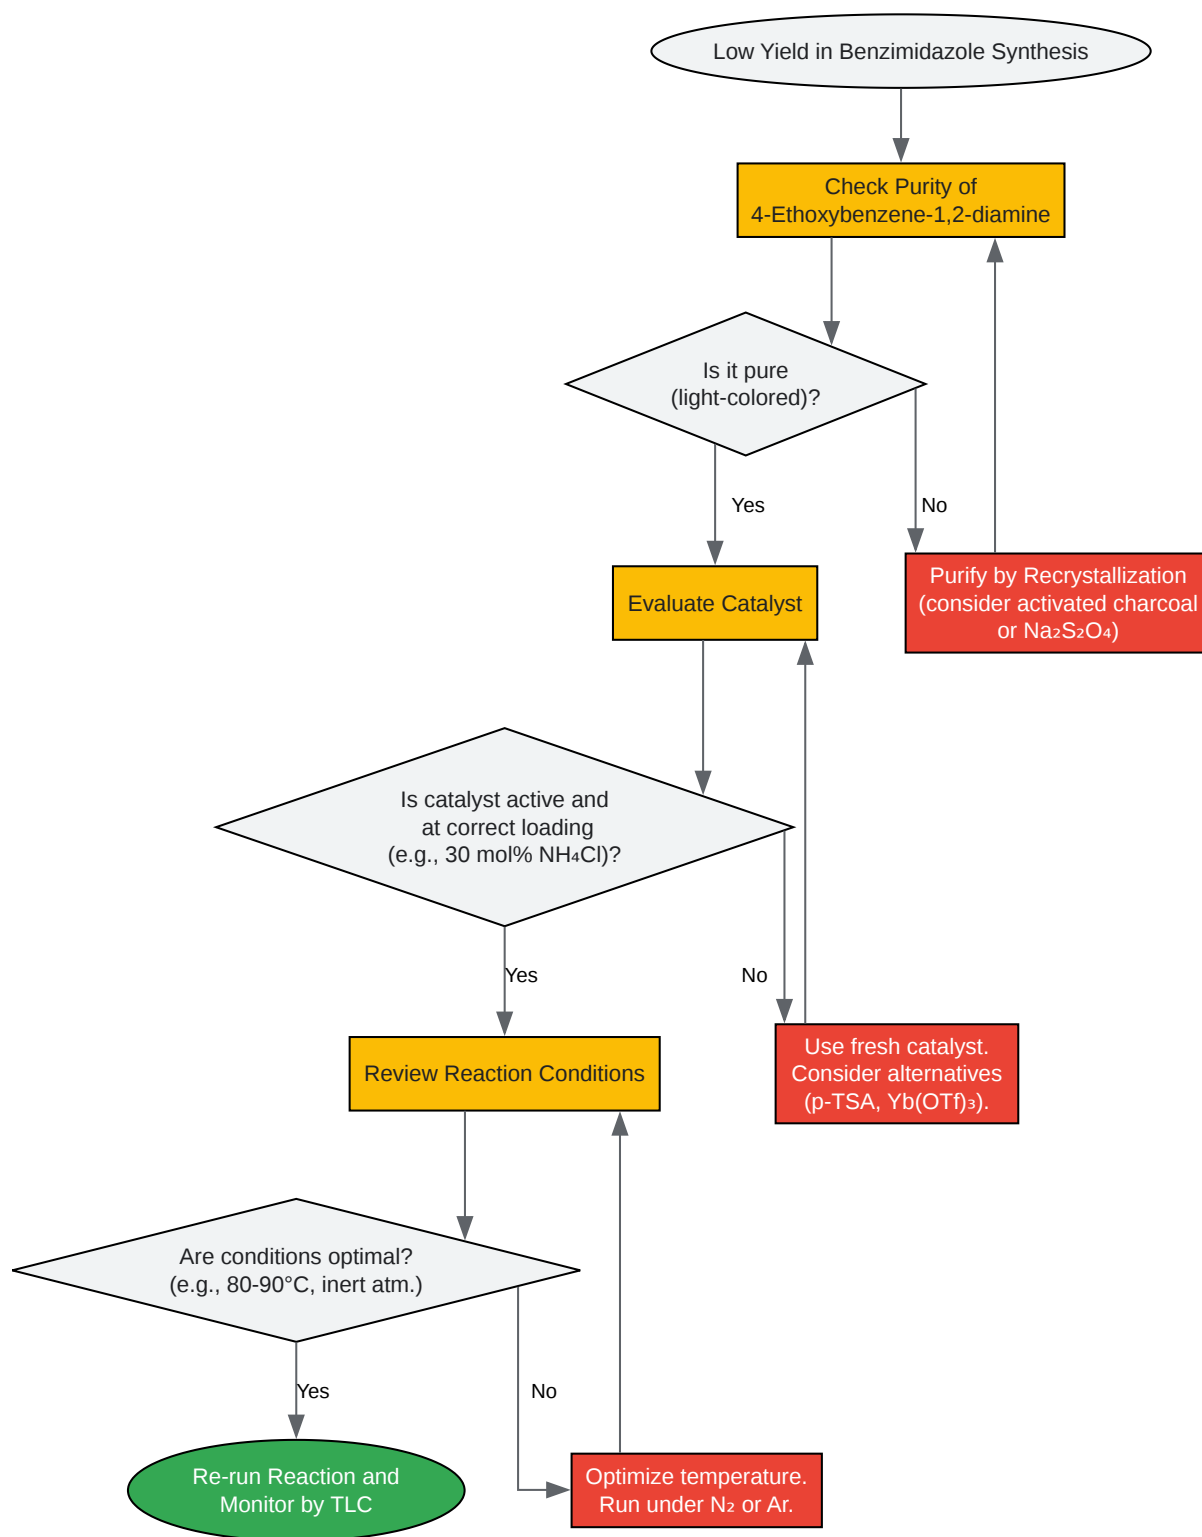 Low Yield in Benzimidazole Synthesis
Check Purity of
4-Ethoxybenzene-1,2-diamine
Is it pure
(light-colored)?
Yes
No
Evaluate Catalyst
Purify by Recrystallization
(consider activated charcoal
or Na₂S₂O₄)
Is catalyst active and
at correct loading
(e.g., 30 mol% NH₄Cl)?
Yes
No
Review Reaction Conditions
Use fresh catalyst.
Consider alternatives
(p-TSA, Yb(OTf)₃).
Are conditions optimal?
(e.g., 80-90°C, inert atm.)
Yes
No
Re-run Reaction and
Monitor by TLC
Optimize temperature.
Run under N₂ or Ar.